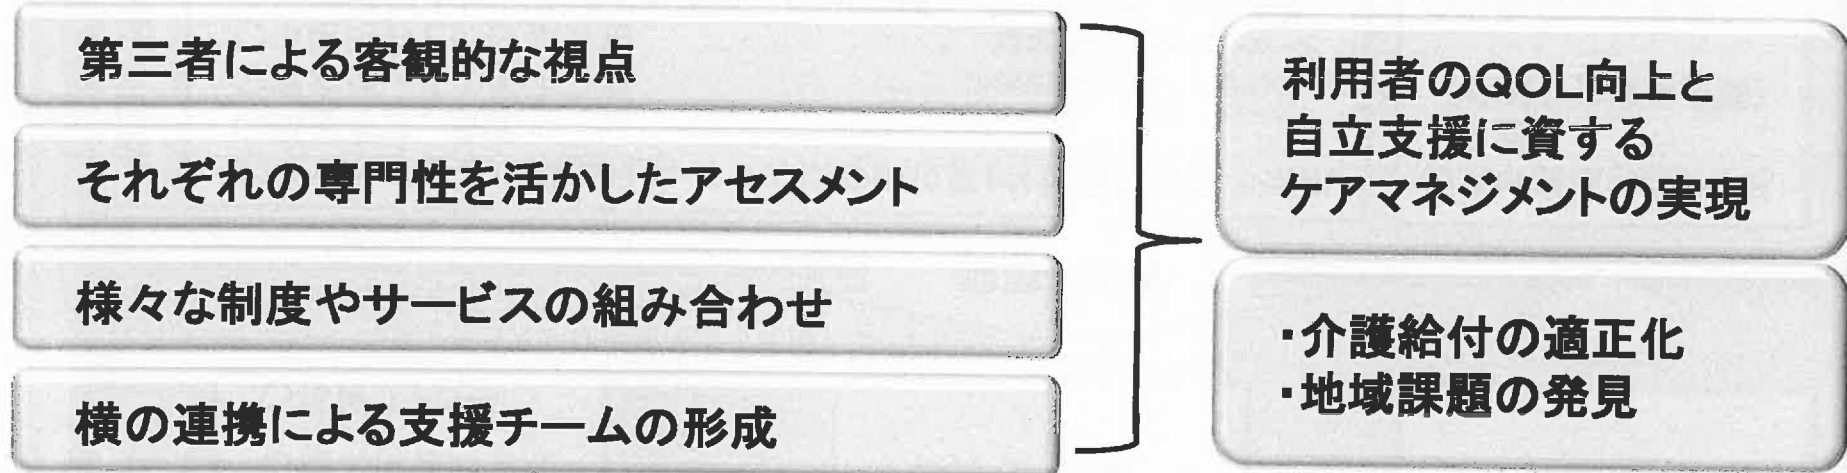 第三者による客観的な視点
それぞれの専門性を活かしたアセスメント
様々な制度やサービスの組み合わせ
横の連携による支援チームの形成
利用者のQOL向上と
自立支援に資する
ケアマネジメントの実現
・介護給付の適正化
・地域課題の発見